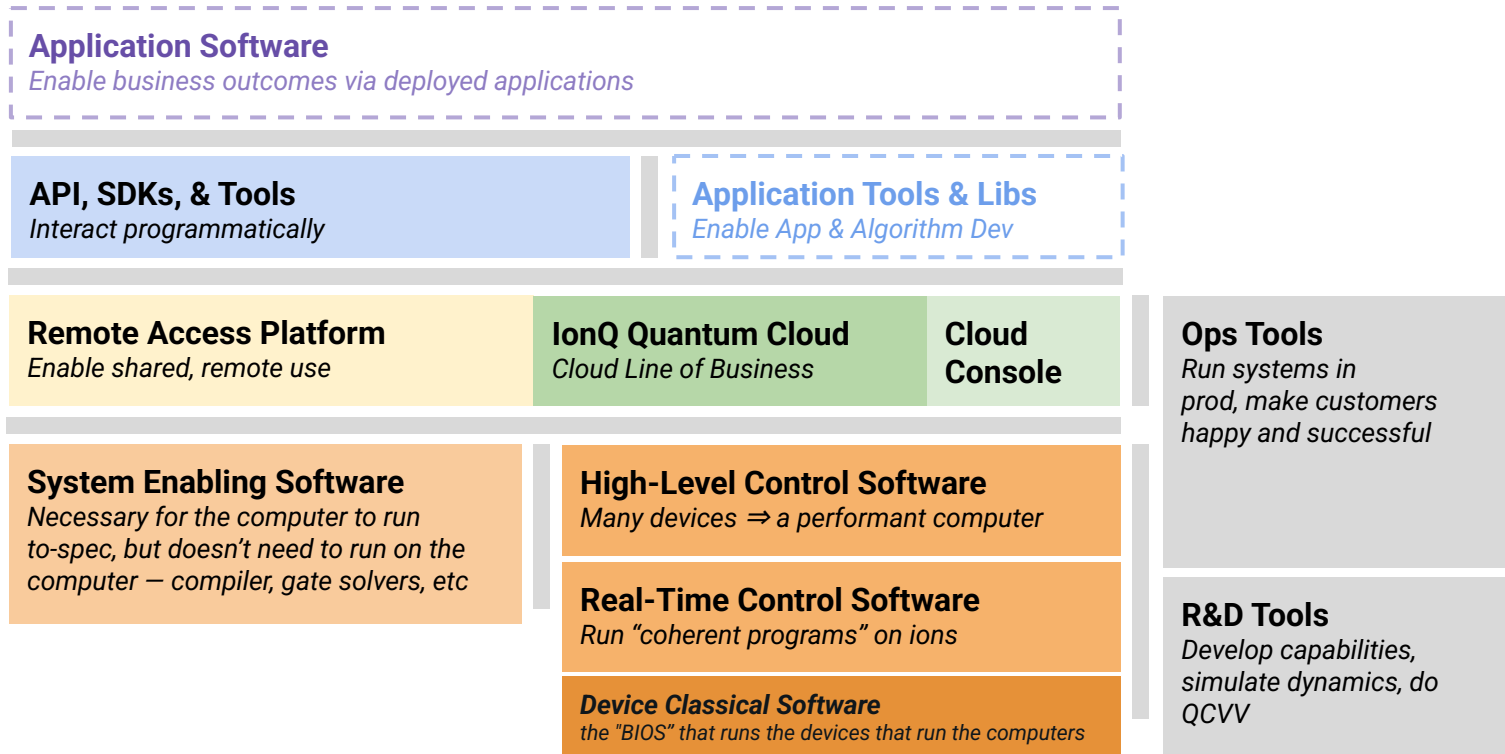 Application Software
Enable business outcomes via deployed applications
API, SDKs, & Tools
Interact programmatically
Application Tools & Libs
Enable App & Algorithm Dev
Remote Access Platform
Enable shared, remote use
IonQ Quantum Cloud
Cloud Line of Business
Cloud
Console
Ops Tools
Run systems in
prod, make customers
happy and successful
System Enabling Software
Necessary for the computer to run
to-spec, but doesn’t need to run on the
computer — compiler, gate solvers, etc
High-Level Control Software
Many devices ⇒ a performant computer
Real-Time Control Software
Run “coherent programs” on ions
Device Classical Software
the "BIOS” that runs the devices that run the computers
R&D Tools
Develop capabilities,
simulate dynamics, do
QCVV